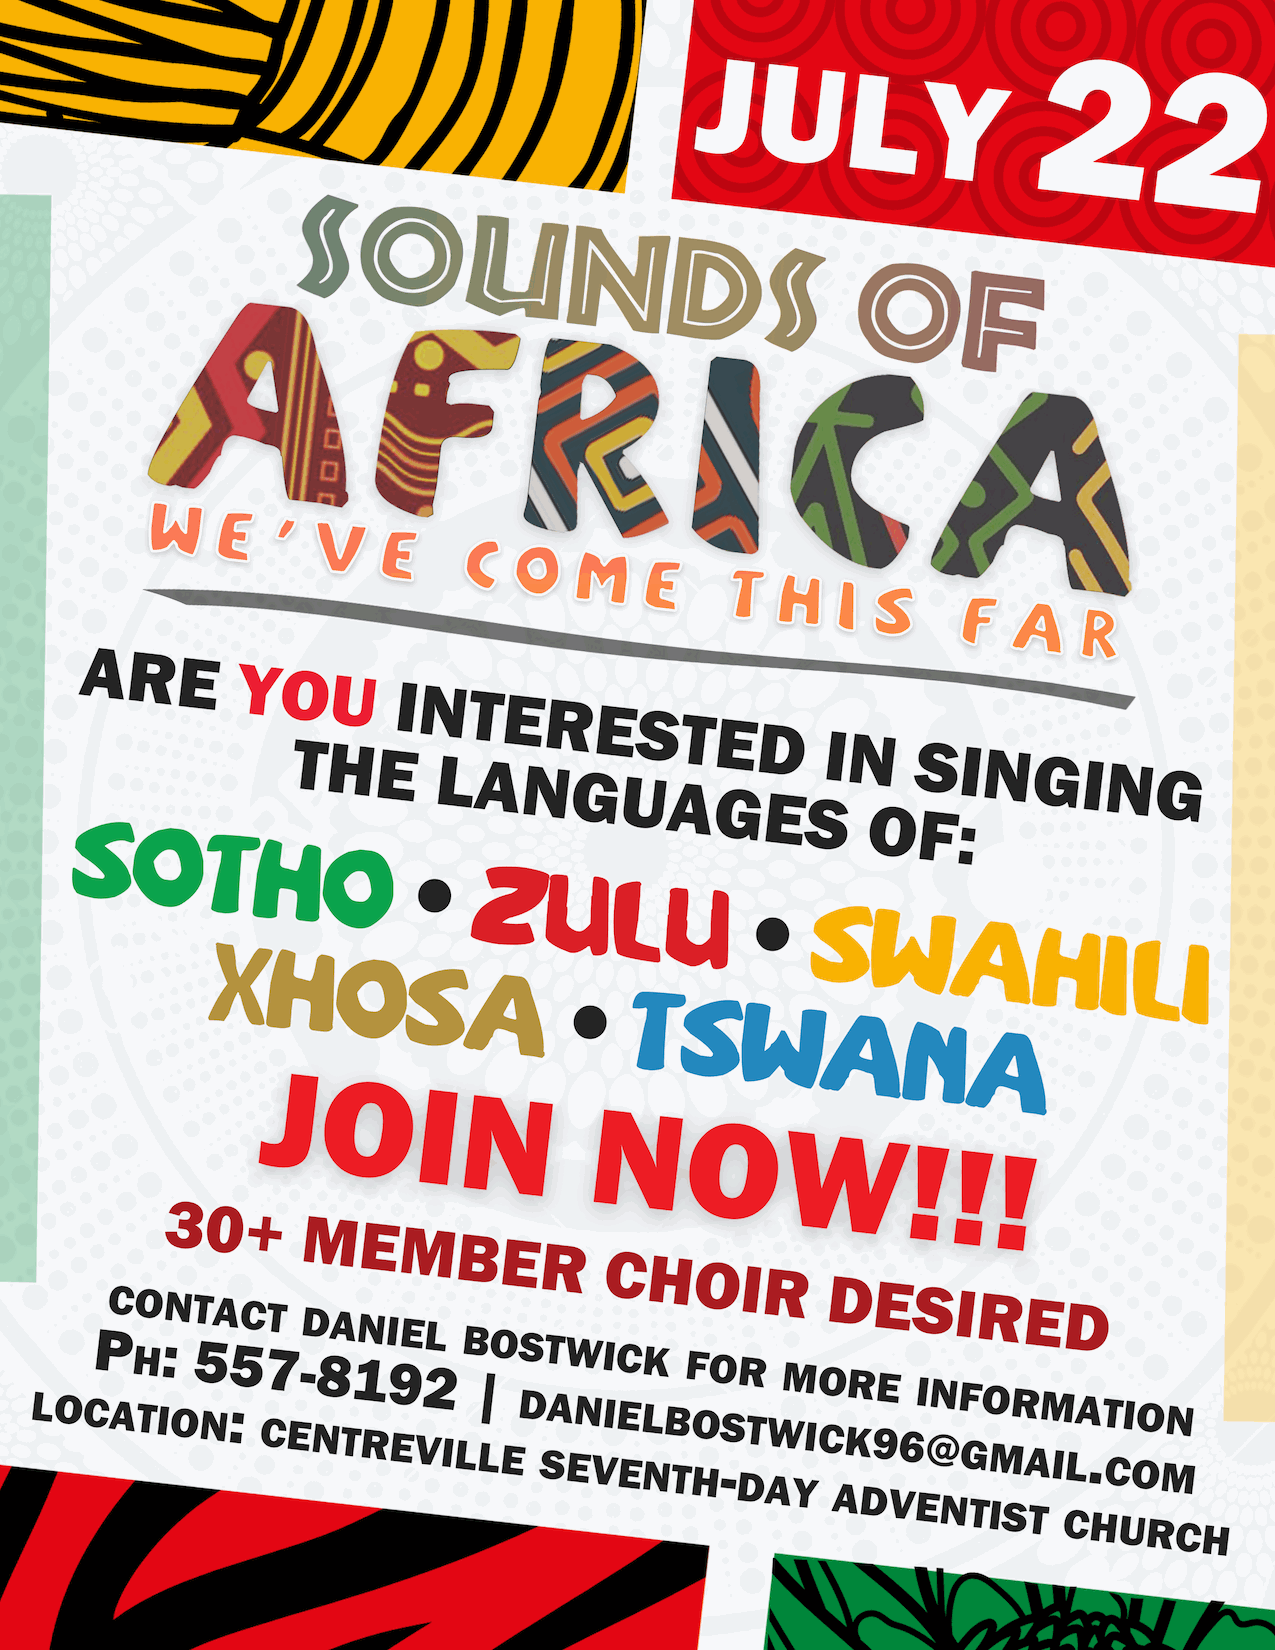 JULY 22
SOUNDS OF
AFRICA
WE'VE COME THIS FAR
ARE YOU INTERESTED IN SINGING
THE LANGUAGES OF:
SOTHO • ZULU • SWAHILI
XHOSA • TSWANA
JOIN NOW!!!
30+ MEMBER CHOIR DESIRED
CONTACT DANIEL BOSTWICK FOR MORE INFORMATION
PH: 557-8192 | DANIELBOSTWICK96@GMAIL.COM
LOCATION: CENTREVILLE SEVENTH-DAY ADVENTIST CHURCH